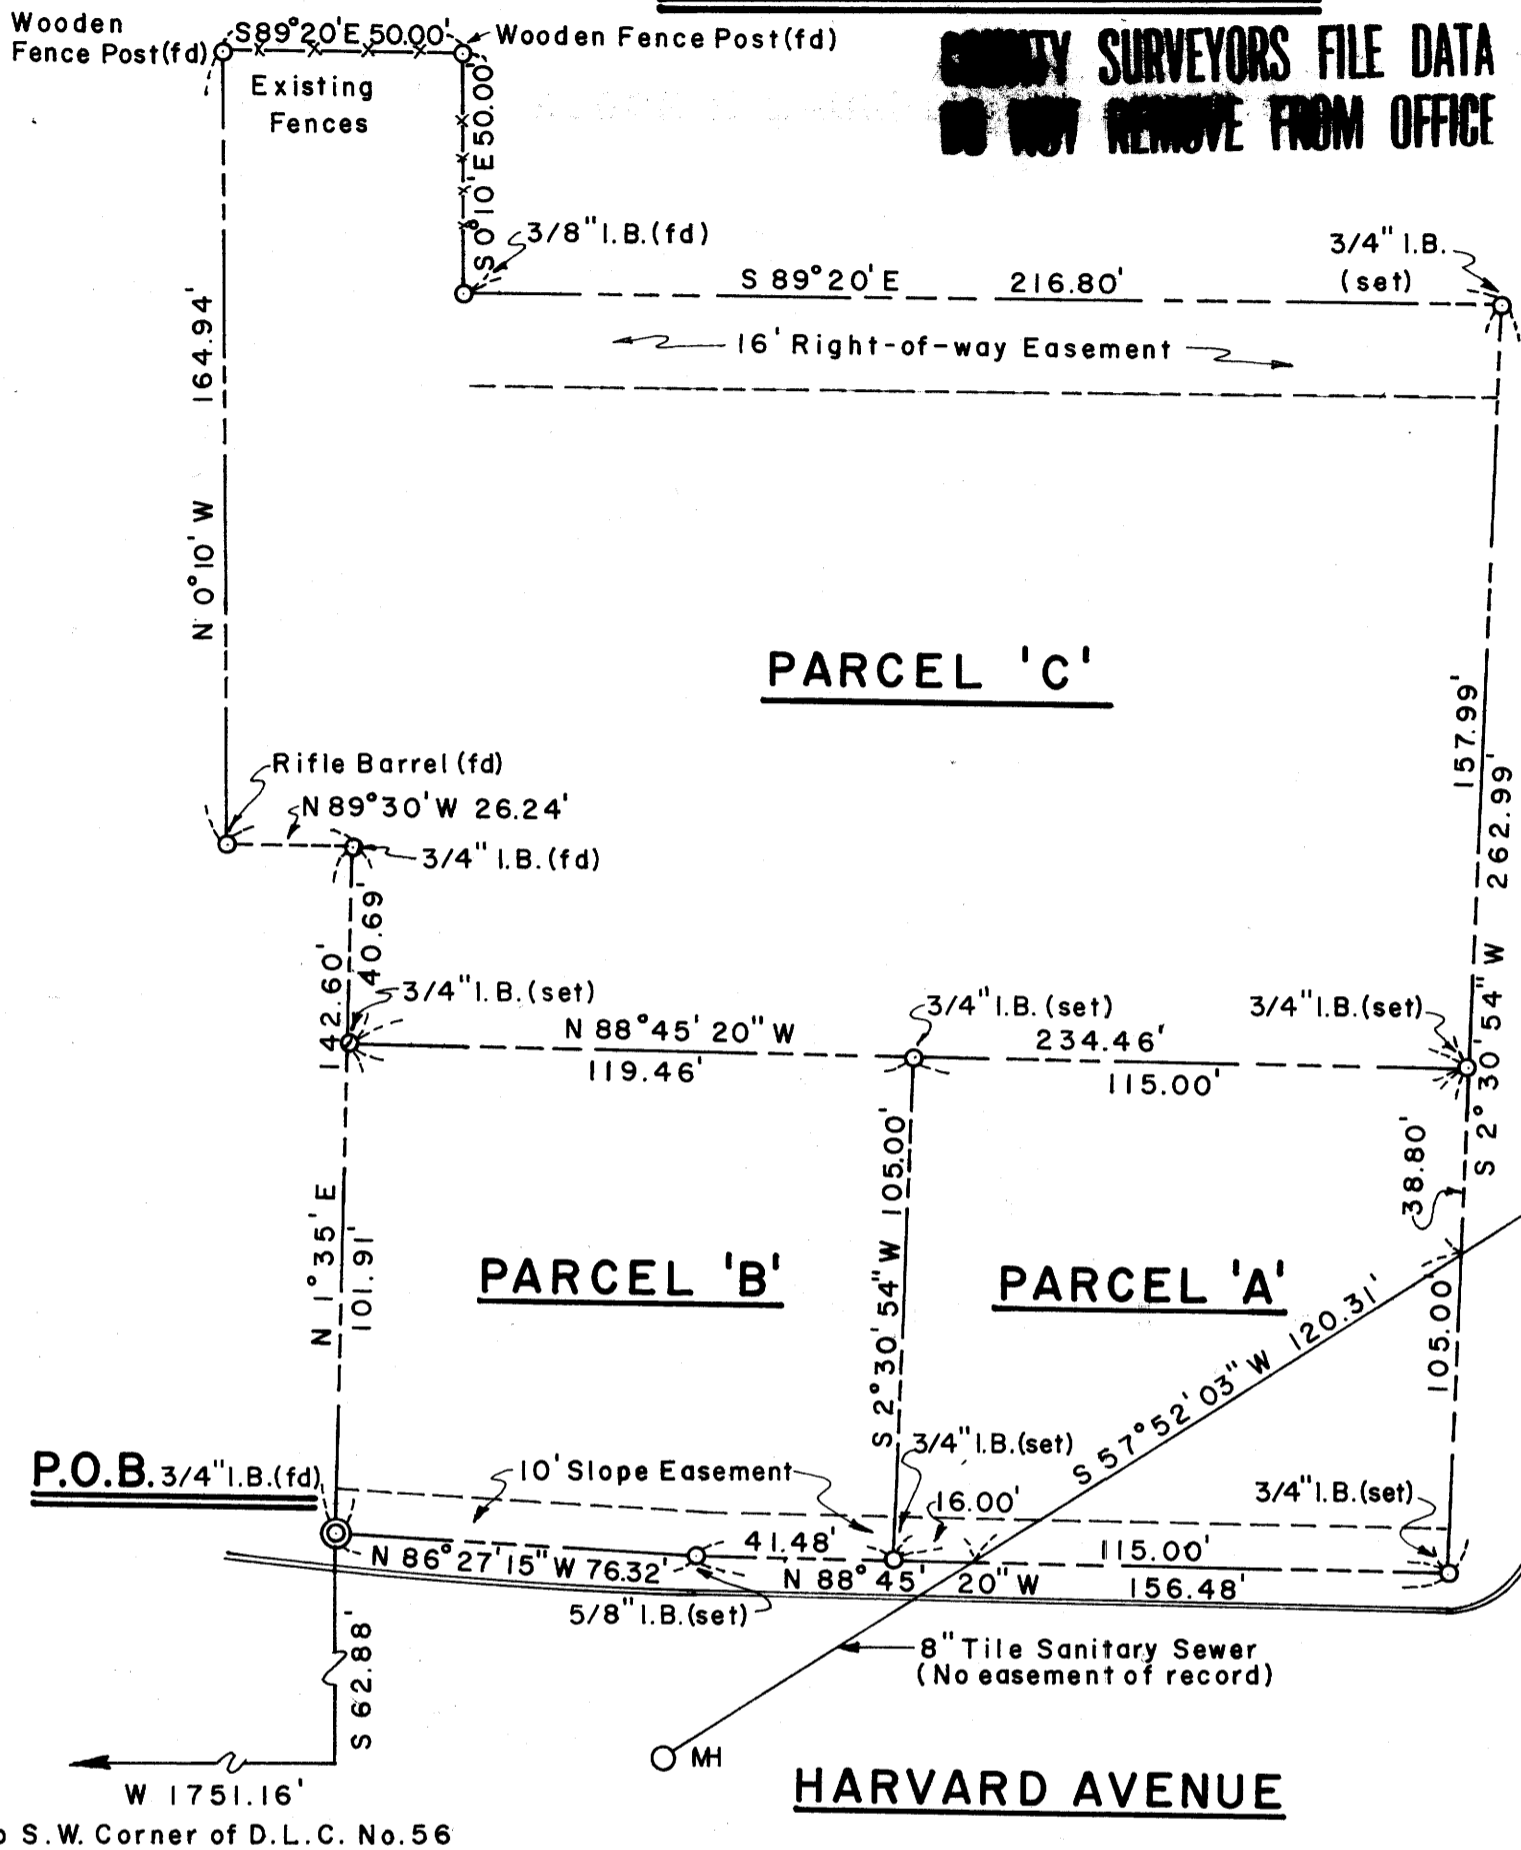 Wooden
Fence Post(fd)
S89°20'E 50.00'
Wooden Fence Post(fd)
SURVEYORS FILE DATA
REMOVE FROM OFFICE
Existing
Fences
S 0°10' E 50.00'
3/8" I.B.(fd)
S 89°20' E 216.80'
3/4" I.B.
(set)
16' Right-of-way Easement
N 0°10' W 164.94'
PARCEL 'C'
157.99'
S 2° 30' 54" W 262.99'
Rifle Barrel (fd)
N 89°30' W 26.24'
3/4" I.B.(fd)
40.69'
N 1°35' E 142.60'
3/4" I.B.(set)
3/4" I.B. (set)
3/4" I.B.(set)
N 88°45' 20" W 234.46'
119.46'
115.00'
38.80'
101.91'
S 2°30' 54" W 105.00'
PARCEL 'B'
PARCEL 'A'
S 57°52' 03" W 120.31'
105.00'
P.O.B. 3/4" I.B.(fd)
10' Slope Easement
3/4" I.B.(set)
16.00'
3/4" I.B.(set)
N 86°27'15" W 76.32'
41.48'
115.00'
N 88°45' 20" W 156.48'
5/8" I.B.(set)
8" Tile Sanitary Sewer
(No easement of record)
S 62.88'
MH
HARVARD AVENUE
W 1751.16'
S.W. Corner of D.L.C. No.56